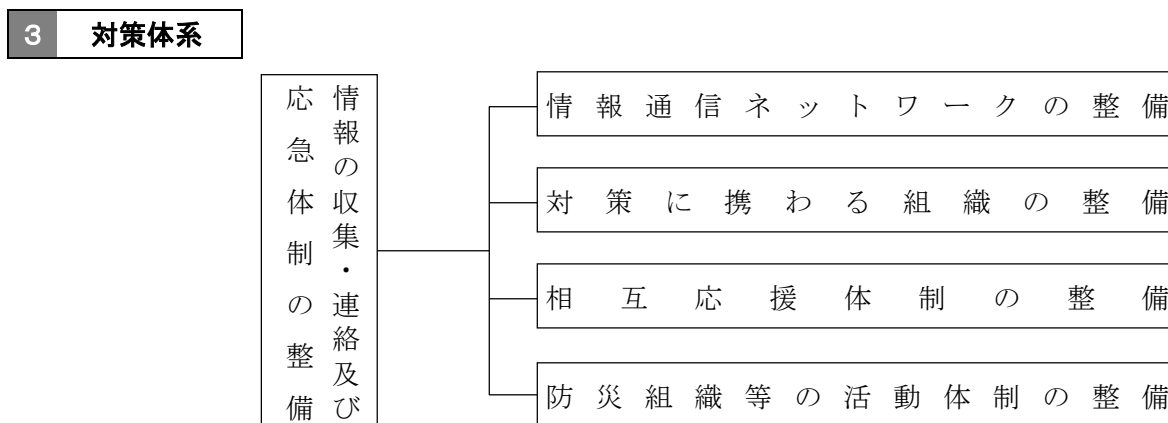 3 対策体系
情報の収集・連絡及び
応急体制の整備
情報通信ネットワークの整備
対策に携わる組織の整備
相互応援体制の整備
防災組織等の活動体制の整備